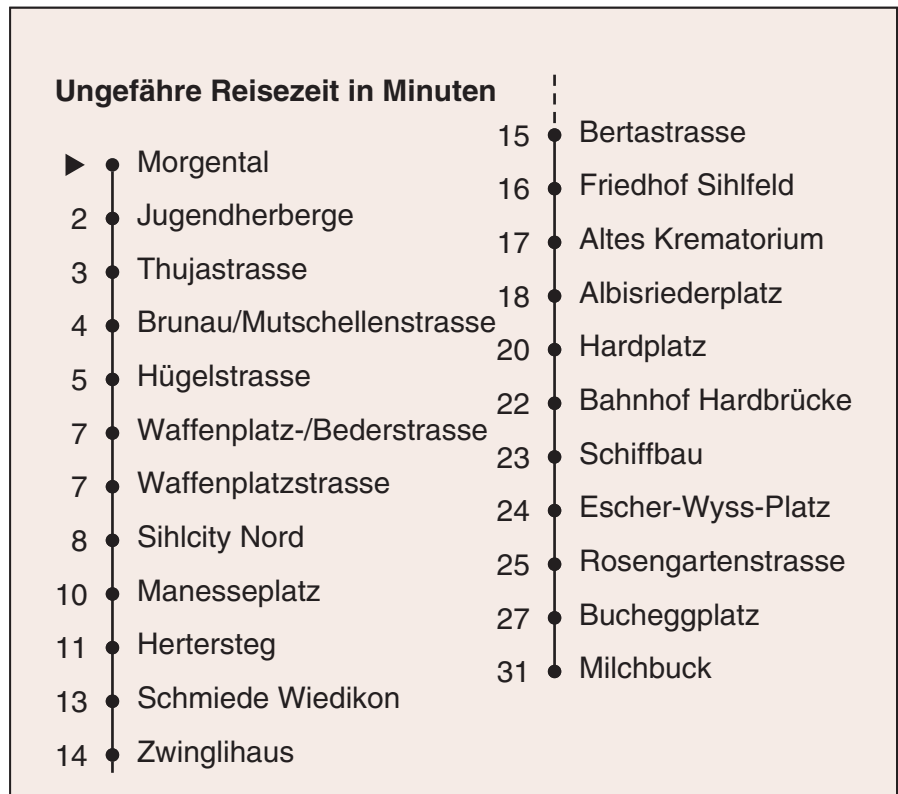 Ungefähre Reisezeit in Minuten
Morgental
2 Jugendherberge
3 Thujastrasse
4 Brunau/Mutschellenstrasse
5 Hügelstrasse
7 Waffenplatz-/Bederstrasse
7 Waffenplatzstrasse
8 Sihlcity Nord
10 Manesseplatz
11 Hertersteg
13 Schmiede Wiedikon
14 Zwinglihaus
15 Bertastrasse
16 Friedhof Sihlfeld
17 Altes Krematorium
18 Albisriederplatz
20 Hardplatz
22 Bahnhof Hardbrücke
23 Schiffbau
24 Escher-Wyss-Platz
25 Rosengartenstrasse
27 Bucheggplatz
31 Milchbuck